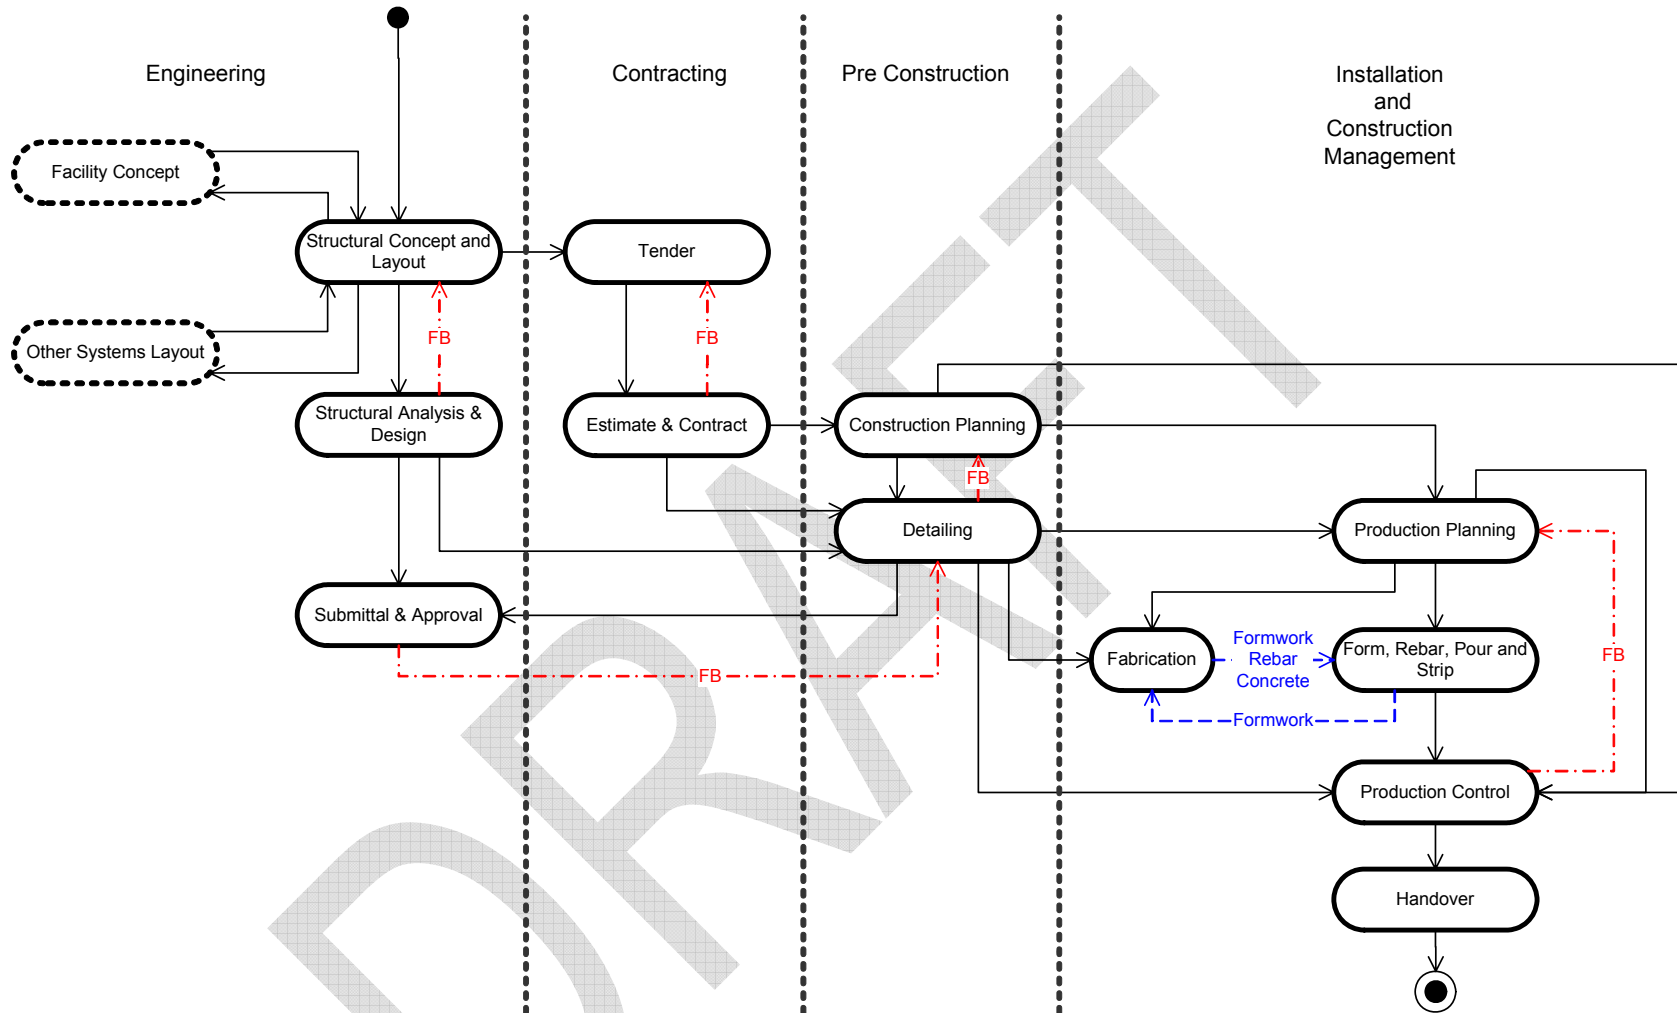 Engineering
Contracting
Pre Construction
Installation
and
Construction
Management
Facility Concept
Structural Concept and
Layout
Tender
Other Systems Layout
FB
FB
Structural Analysis &
Design
Estimate & Contract
Construction Planning
FB
Detailing
Production Planning
Submittal & Approval
Fabrication
Formwork
Rebar
Concrete
Form, Rebar, Pour and
Strip
FB
FB
Formwork
Production Control
Handover
DRAFT